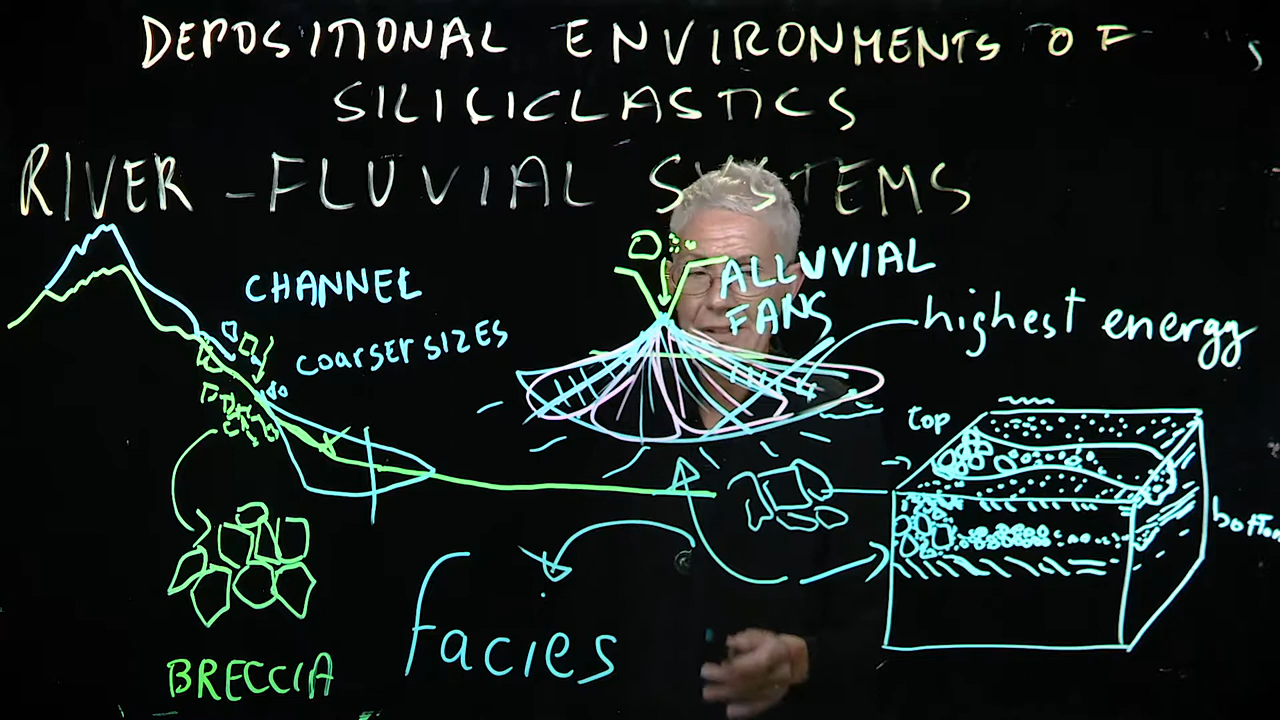 DEPOSITIONAL ENVIRONMENTS OF
SILICICLASTICS
RIVER - FLUVIAL SYSTEMS
CHANNEL
coarser sizes
ALLUVIAL
FANS
highest energy
top
bottom
facies
BRECCIA